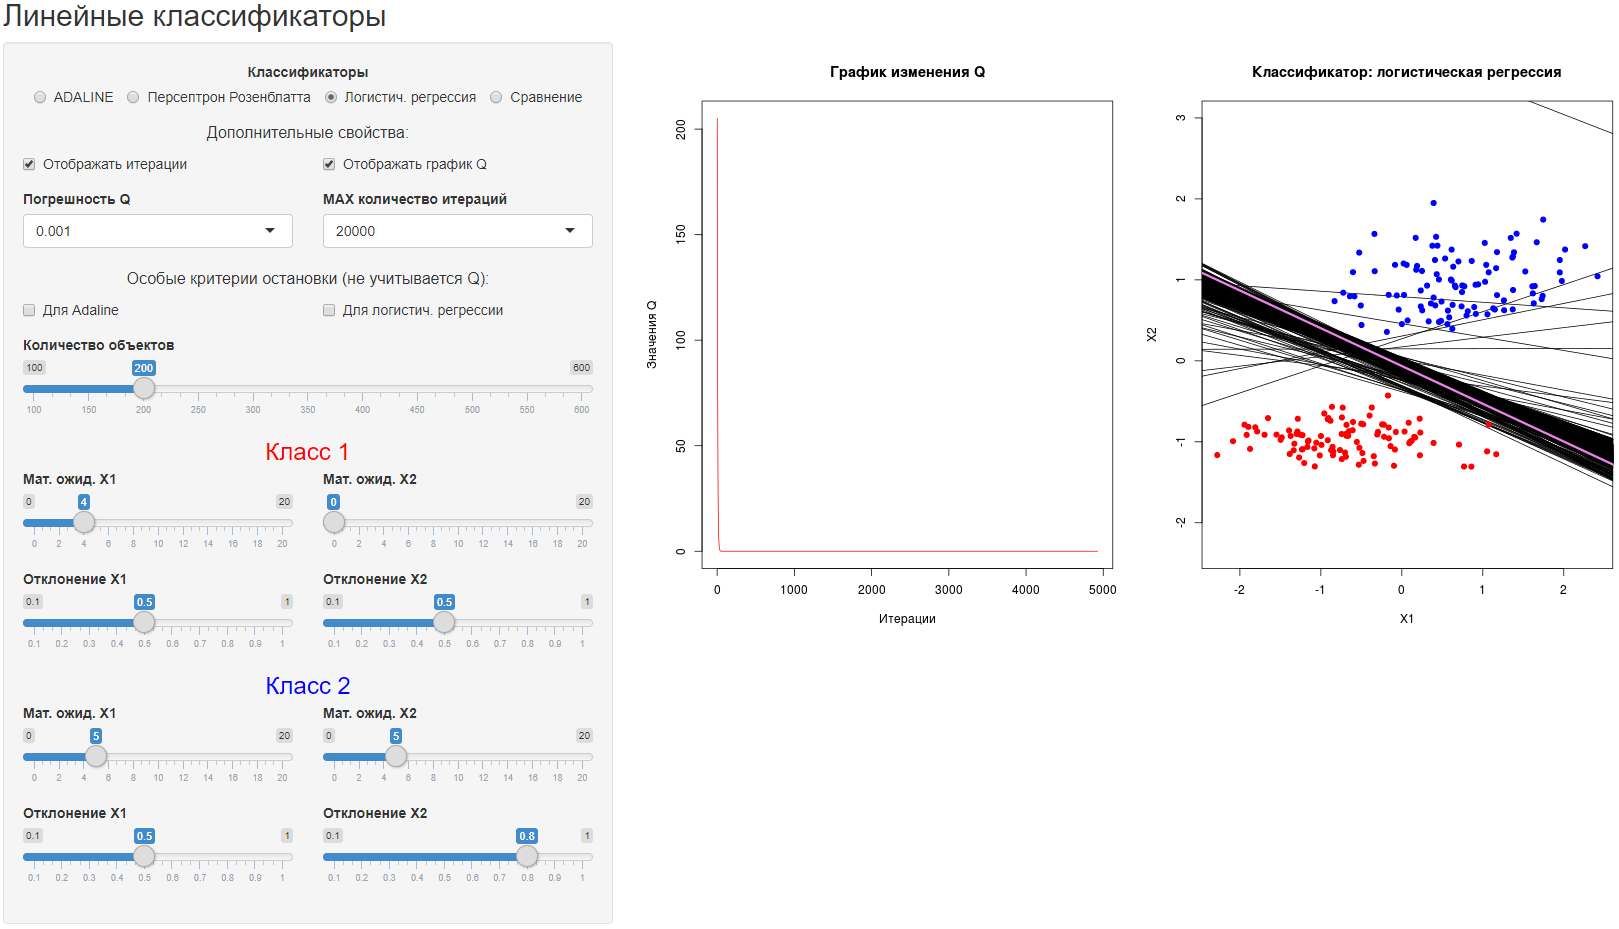 Линейные классификаторы
Классификаторы
ADALINE Персептрон Розенблатта Логистич. регрессия Сравнение
Дополнительные свойства:
Отображать итерации Отображать график Q
Погрешность Q MAX количество итераций
0.001 20000
Особые критерии остановки (не учитывается Q):
Для Adaline Для логистич. регрессии
Количество объектов
100 200 600
100 150 200 250 300 350 400 450 500 550 600
Класс 1
Мат. ожид. X1 Мат. ожид. X2
0 4 20 0 20
0 2 4 6 8 10 12 14 16 18 20 0 2 4 6 8 10 12 14 16 18 20
Отклонение X1 Отклонение X2
0.1 0.5 1 0.1 0.5 1
0.1 0.2 0.3 0.4 0.5 0.6 0.7 0.8 0.9 1 0.1 0.2 0.3 0.4 0.5 0.6 0.7 0.8 0.9 1
Класс 2
Мат. ожид. X1 Мат. ожид. X2
0 5 20 0 5 20
0 2 4 6 8 10 12 14 16 18 20 0 2 4 6 8 10 12 14 16 18 20
Отклонение X1 Отклонение X2
0.1 0.5 1 0.1 0.8 1
0.1 0.2 0.3 0.4 0.5 0.6 0.7 0.8 0.9 1 0.1 0.2 0.3 0.4 0.5 0.6 0.7 0.8 0.9 1
График изменения Q
Значения Q
200
150
100
50
0
0 1000 2000 3000 4000 5000
Итерации
Классификатор: логистическая регрессия
X2
3
2
1
0
-1
-2
-2 -1 0 1 2
X1